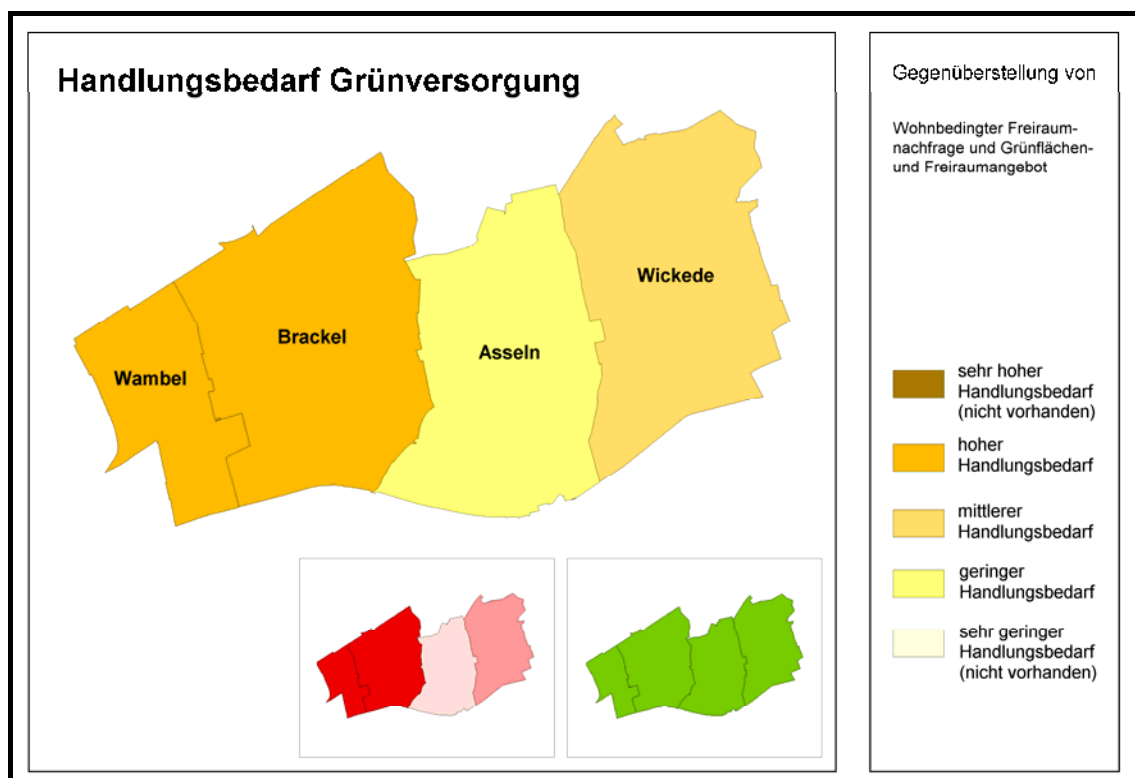 Handlungsbedarf Grünversorgung
Wambel
Brackel
Asseln
Wickede
Gegenüberstellung von
Wohnbedingter Freiraum-
nachfrage und Grünflächen-
und Freiraumangebot
sehr hoher
Handlungsbedarf
(nicht vorhanden)
hoher
Handlungsbedarf
mittlerer
Handlungsbedarf
geringer
Handlungsbedarf
sehr geringer
Handlungsbedarf
(nicht vorhanden)